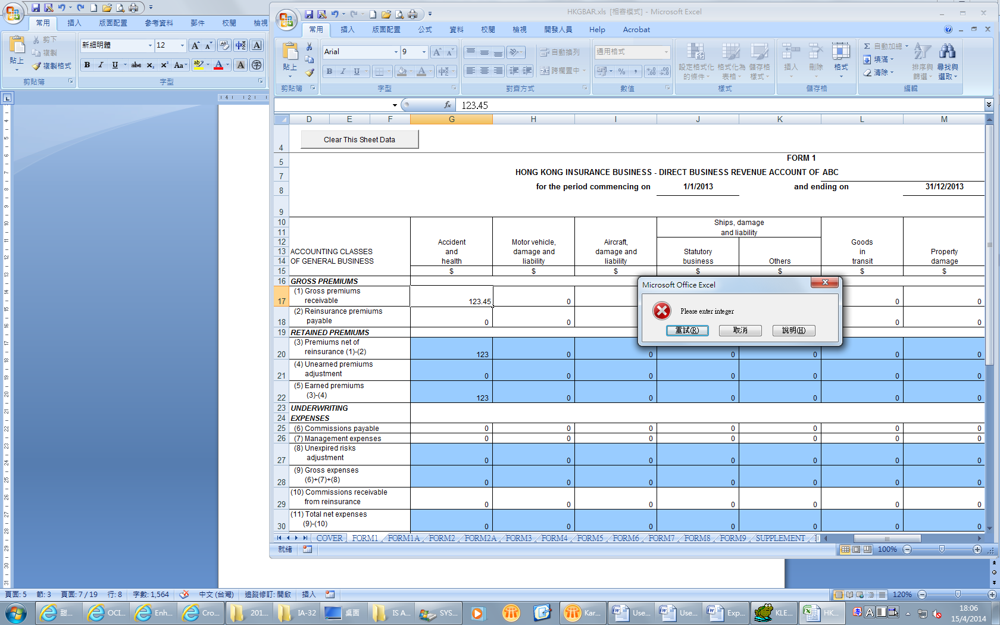 HKGBAR.xls [相容模式] - Microsoft Excel
常用 插入 版面配置 參考資料 郵件 校閱 檢視
常用 插入 版面配置 公式 資料 校閱 檢視 開發人員 Help Acrobat
貼上 剪下 複製 複製格式 剪貼簿
新細明體 12
字型
貼上 剪貼簿
Arial 9
字型
自動換列
跨欄置中
對齊方式
通用格式
數值
設定格式化的條件 格式化為表格 儲存格樣式
樣式
插入 刪除 格式
儲存格
Σ 自動加總
填滿
清除
排序與篩選 尋找與選取
編輯
fx 123.45
D E F G H I J K L M
4 Clear This Sheet Data
5 FORM 1
7 HONG KONG INSURANCE BUSINESS - DIRECT BUSINESS REVENUE ACCOUNT OF ABC
8 for the period commencing on 1/1/2013 and ending on 31/12/2013
9
10 Ships, damage
11 and liability
12 Accident Motor vehicle, Aircraft, Goods
13 ACCOUNTING CLASSES and damage and damage and Statutory in Property
14 OF GENERAL BUSINESS health liability liability business Others transit damage
15 $ $ $ $ $ $ $
16 GROSS PREMIUMS
(1) Gross premiums
17 receivable 123.45 0 0 0
(2) Reinsurance premiums
18 payable 0 0 0 0
19 RETAINED PREMIUMS
(3) Premiums net of
20 reinsurance (1)-(2) 123 0 0 0 0 0 0
(4) Unearned premiums
21 adjustment 0 0 0 0 0 0 0
(5) Earned premiums
22 (3)-(4) 123 0 0 0 0 0 0
23 UNDERWRITING
24 EXPENSES
25 (6) Commissions payable 0 0 0 0 0 0 0
26 (7) Management expenses 0 0 0 0 0 0 0
(8) Unexpired risks
27 adjustment 0 0 0 0 0 0 0
(9) Gross expenses
28 (6)+(7)+(8) 0 0 0 0 0 0 0
(10) Commissions receivable
29 from reinsurance 0 0 0 0 0 0 0
(11) Total net expenses
30 (9)-(10) 0 0 0 0 0 0 0
Microsoft Office Excel
Please enter integer
重試(R) 取消 說明(H)
COVER FORM1 FORM1A FORM2 FORM2A FORM3 FORM4 FORM5 FORM6 FORM7 FORM8 FORM9 SUPPLEMENT
就緒 100%
頁面: 5 節: 3 頁面: 7 / 19 行: 8 字數: 1,564 中文 (台灣) 追蹤修訂: 開啟 插入 120%
甜... OCI... Enh... Cro... 201... IA-32 桌面 IS A... SYS... Kar... Use... Use... Exp... KLE... HK...
18:06
15/4/2014